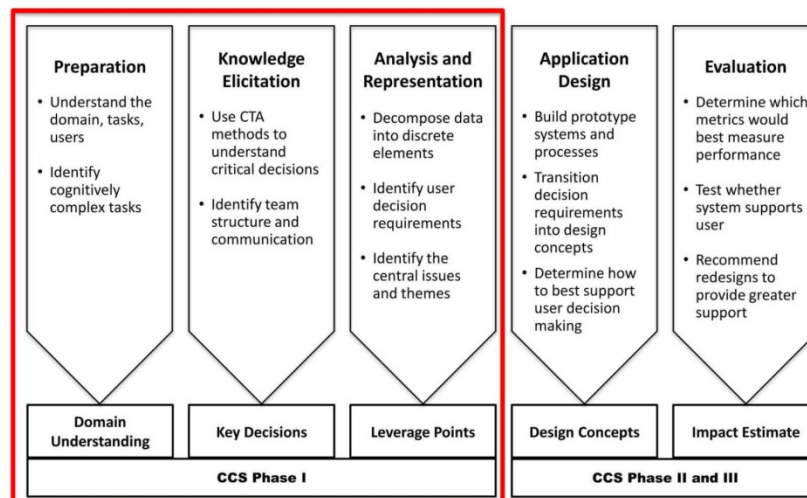 Preparation
• Understand the
domain, tasks,
users
• Identify
cognitively
complex tasks
Domain
Understanding
Knowledge
Elicitation
• Use CTA
methods to
understand
critical decisions
• Identify team
structure and
communication
Key Decisions
Analysis and
Representation
• Decompose data
into discrete
elements
• Identify user
decision
requirements
• Identify the
central issues
and themes
Leverage Points
CCS Phase I
Application
Design
• Build prototype
systems and
processes
• Transition
decision
requirements
into design
concepts
• Determine how
to best support
user decision
making
Design Concepts
Evaluation
• Determine which
metrics would
best measure
performance
• Test whether
system supports
user
• Recommend
redesigns to
provide greater
support
Impact Estimate
CCS Phase II and III